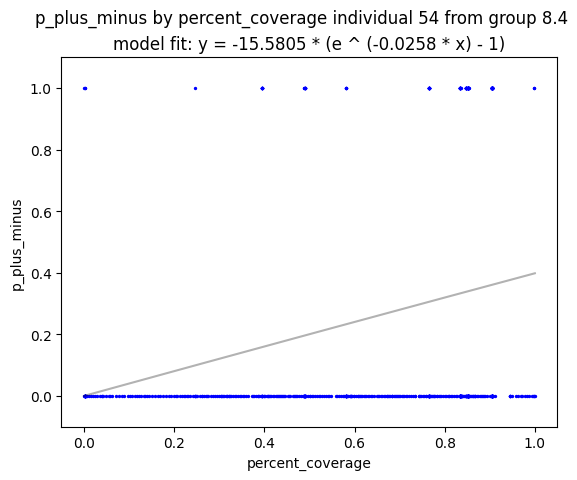 p_plus_minus by percent_coverage individual 54 from group 8.4
model fit: y = -15.5805 * (e ^ (-0.0258 * x) - 1)
1.0
0.8
0.6
0.4
0.2
0.0
p_plus_minus
0.0 0.2 0.4 0.6 0.8 1.0
percent_coverage